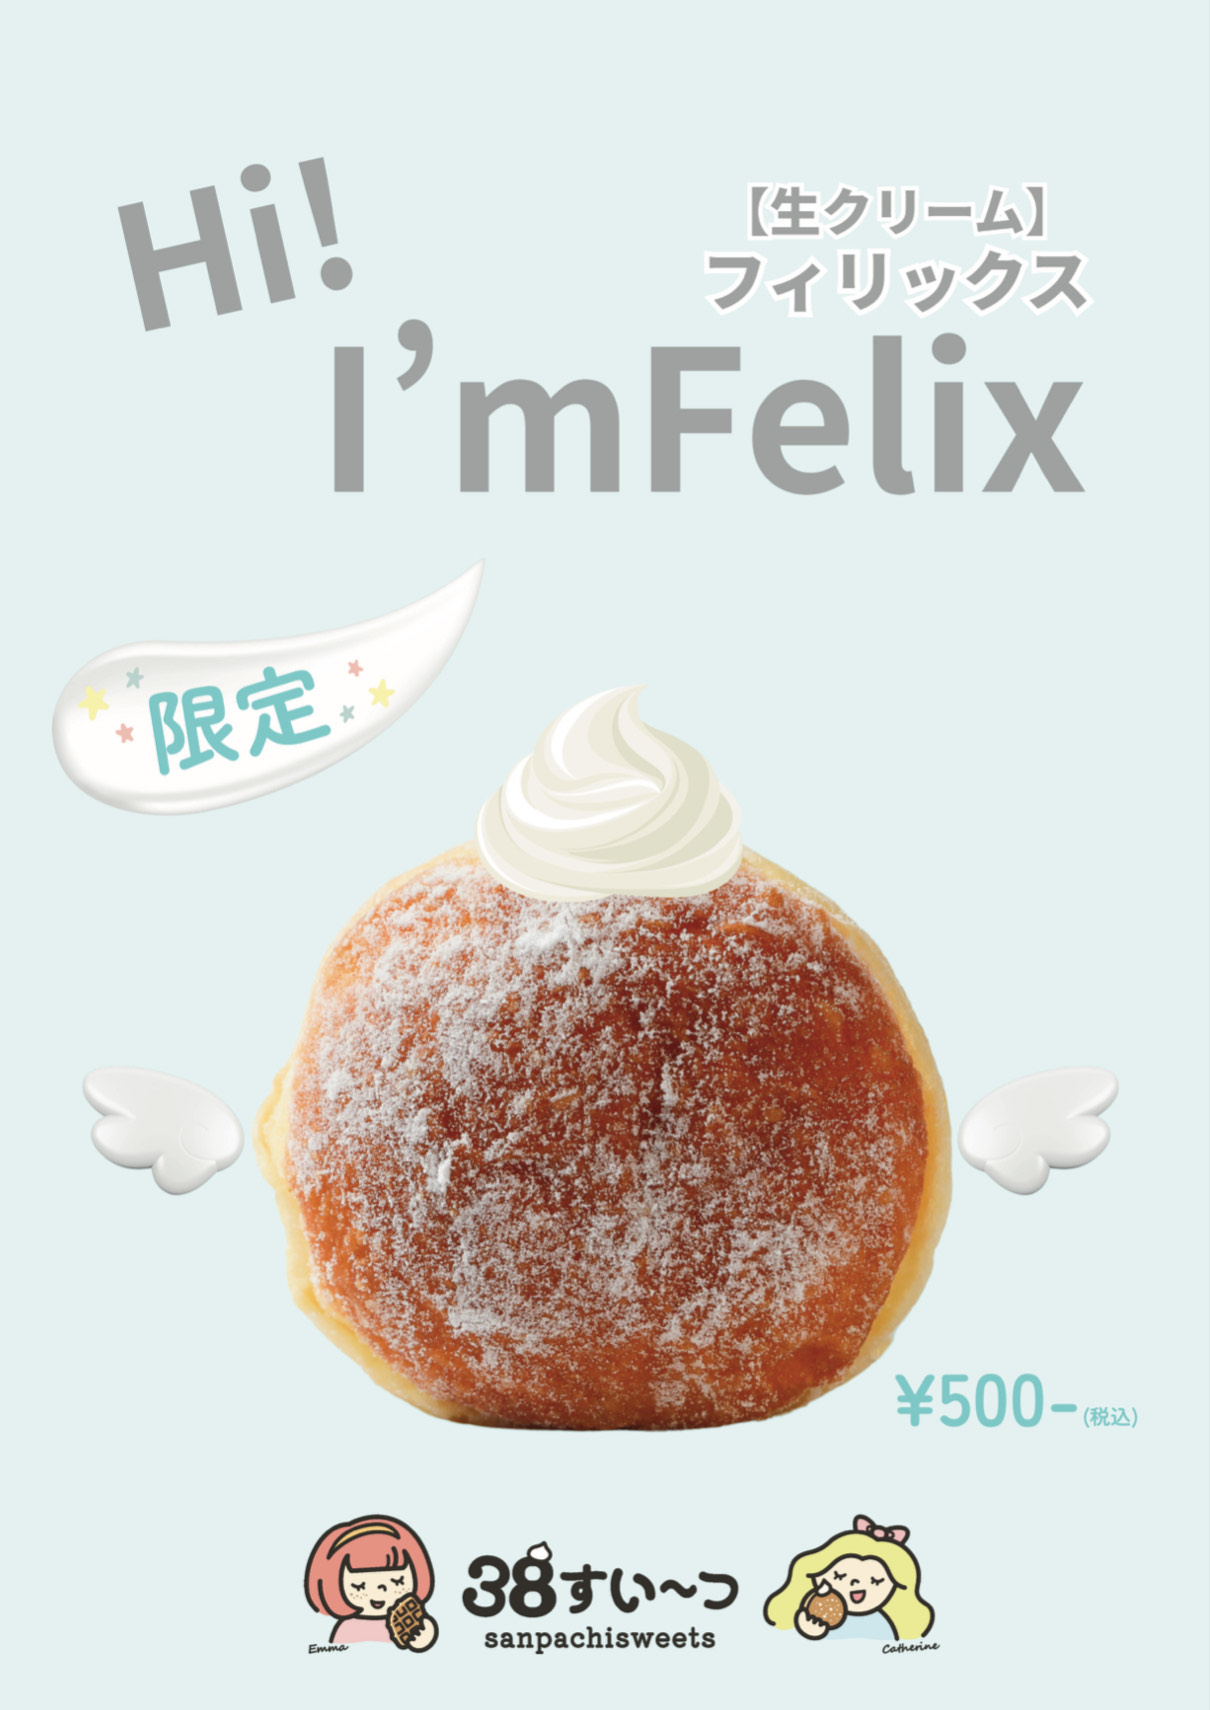 Hi!
【生クリーム】
フィリックス
I’mFelix
限定
¥500-(税込)
38すい〜つ
sanpachisweets
Emma
Catherine